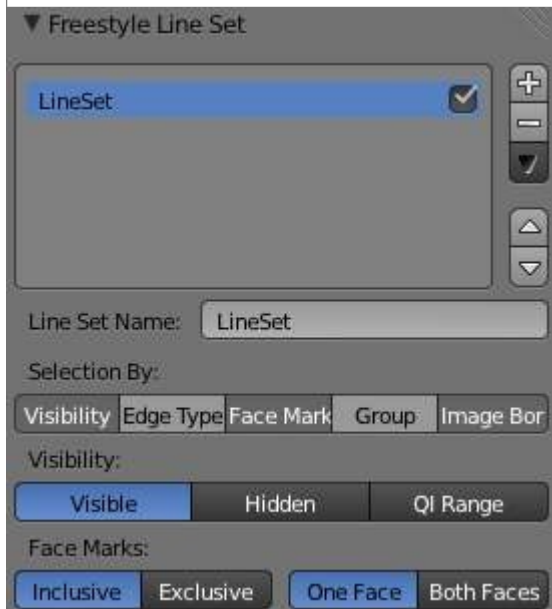 Freestyle Line Set
LineSet
Line Set Name: LineSet
Selection By:
Visibility Edge Type Face Mark Group Image Bor
Visibility:
Visible Hidden QI Range
Face Marks:
Inclusive Exclusive One Face Both Faces